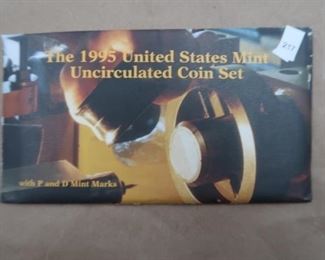 The 1995 United States Mint
Uncirculated Coin Set
with P and D Mint Marks